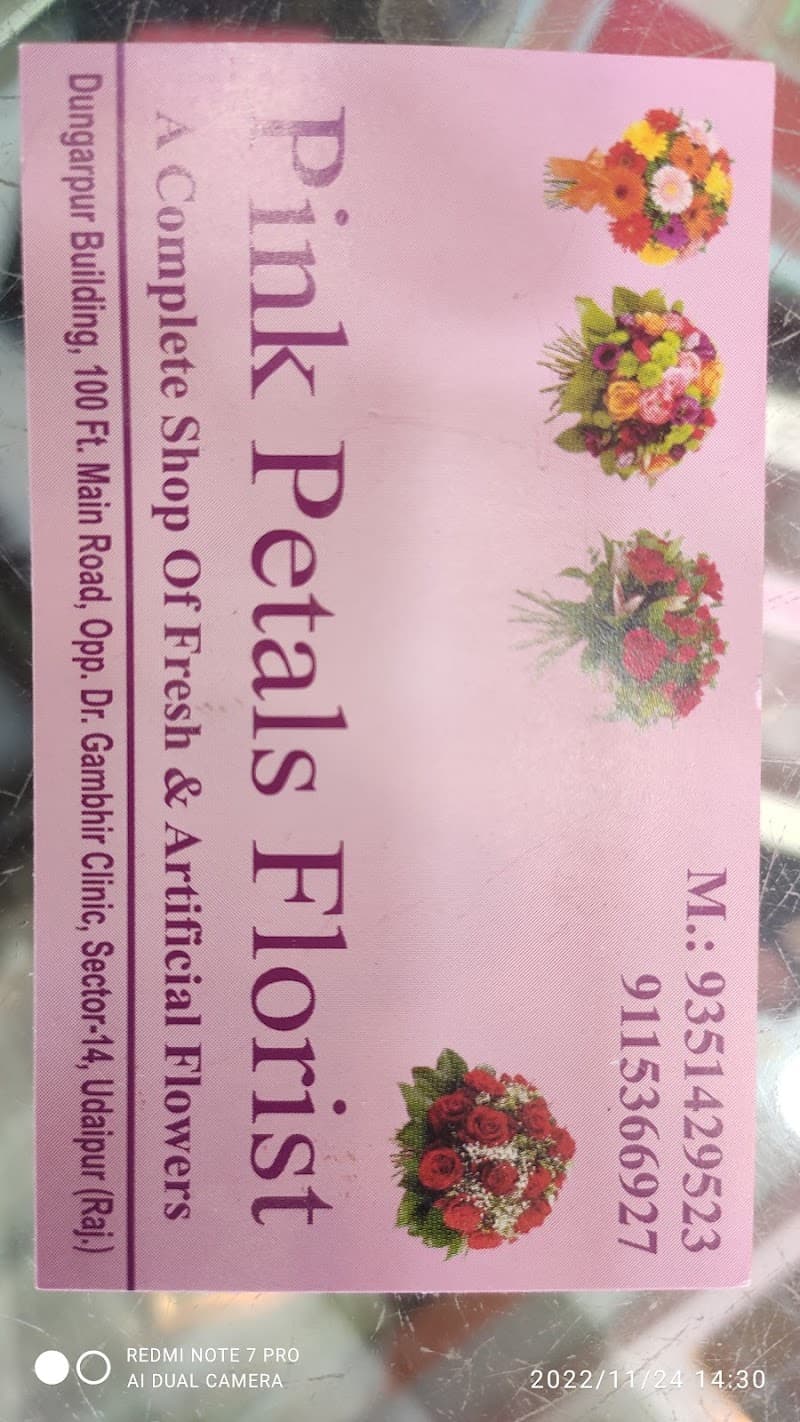 M.: 9351429523
9115366927
Pink Petals Florist
A Complete Shop Of Fresh & Artificial Flowers
Dungarpur Building, 100 Ft. Main Road, Opp. Dr. Gambhir Clinic, Sector-14, Udaipur (Raj.)
REDMI NOTE 7 PRO
AI DUAL CAMERA
2022/11/24 14:30